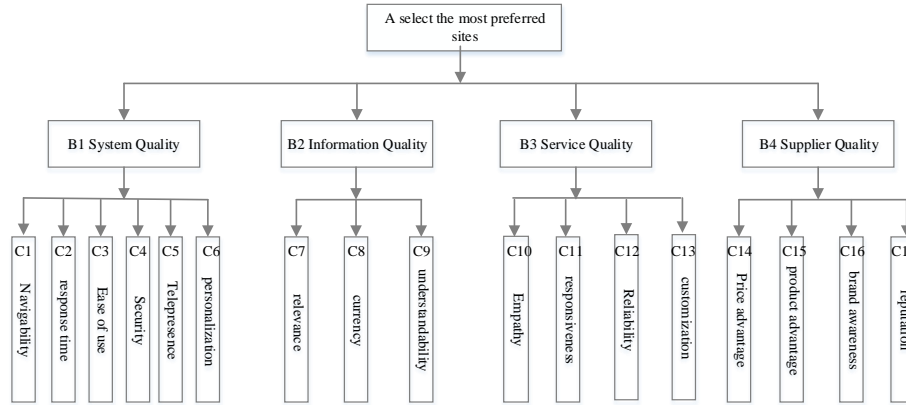 A select the most preferred
sites
B1 System Quality
B2 Information Quality
B3 Service Quality
B4 Supplier Quality
C1 Navigability
C2 response time
C3 Ease of use
C4 Security
C5 Telepresence
C6 personalization
C7 relevance
C8 currency
C9 understandability
C10 Empathy
C11 responsiveness
C12 Reliability
C13 customization
C14 Price advantage
C15 product advantage
C16 brand awareness
reputation